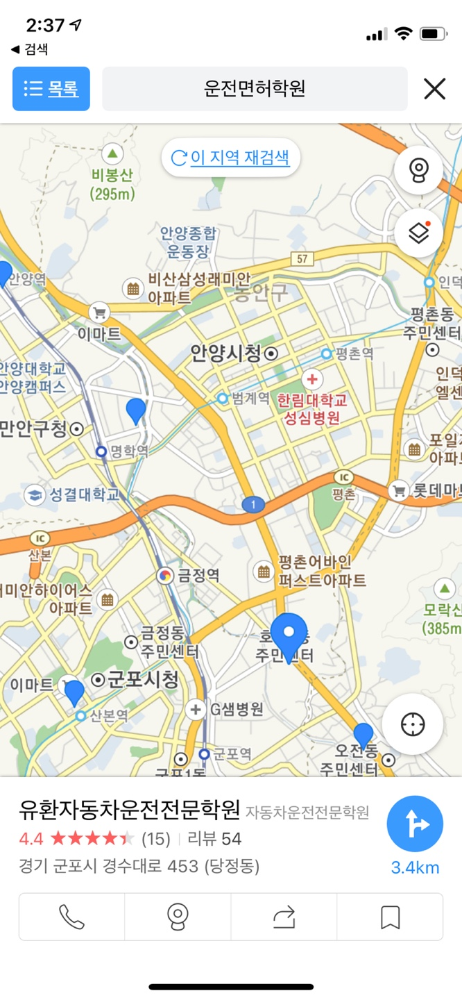 2:37
◀ 검색
목록
운전면허학원
이 지역 재검색
비봉산
(295m)
안양종합
운동장
57
안양역
비산삼성래미안
아파트
동안구
인덕
이마트
평촌동
주민센터
안양시청
평촌역
안양대학교
안양캠퍼스
인덕
엘센
범계역
한림대학교
성심병원
만안구청
명학역
포일자
아파트
IC
평촌
성결대학교
롯데마트
1
IC
산본
금정역
평촌어바인
퍼스트아파트
래미안하이어스
아파트
모락산
(385m)
금정동
주민센터
주민센터
이마트
군포시청
G샘병원
산본역
군포역
오전동
주민센터
군포1동
유환자동차운전전문학원 자동차운전전문학원
4.4 ★★★★★ (15) | 리뷰 54
경기 군포시 경수대로 453 (당정동)
3.4km